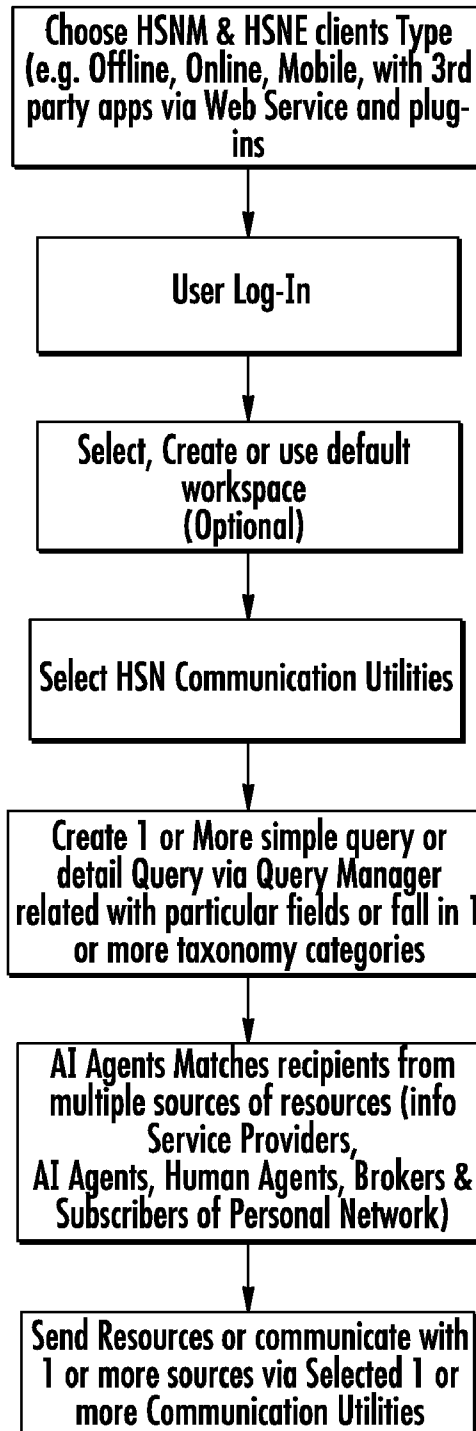 Choose HSNM & HSNE clients Type
(e.g. Offline, Online, Mobile, with 3rd
party apps via Web Service and plug-
ins
User Log-In
Select, Create or use default
workspace
(Optional)
Select HSN Communication Utilities
Create 1 or More simple query or
detail Query via Query Manager
related with particular fields or fall in 1
or more taxonomy categories
AI Agents Matches recipients from
multiple sources of resources (info
Service Providers,
AI Agents, Human Agents, Brokers &
Subscribers of Personal Network)
Send Resources or communicate with
1 or more sources via Selected 1 or
more Communication Utilities